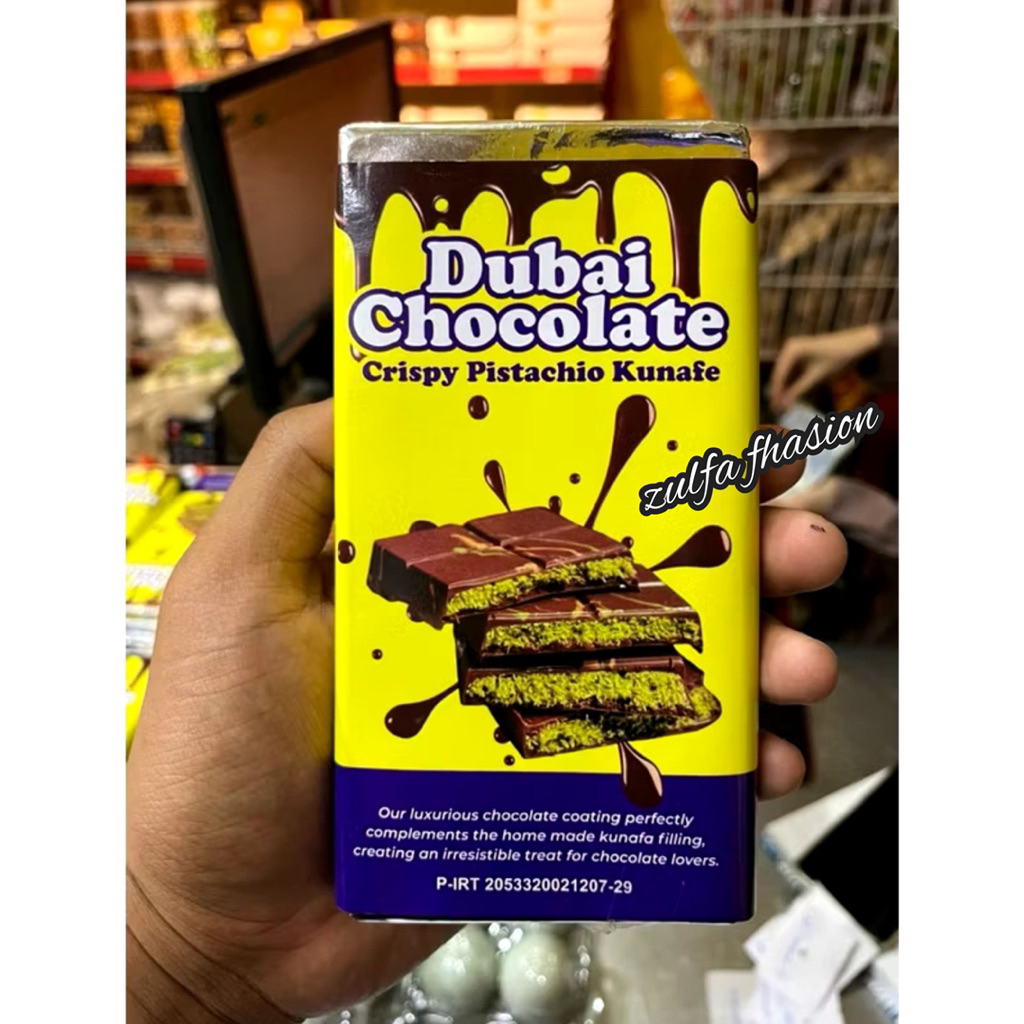 Dubai
Chocolate
Crispy Pistachio Kunafe
zulfa fhasion
Our luxurious chocolate coating perfectly
complements the home made kunafa filling,
creating an irresistible treat for chocolate lovers.
P-IRT 2053320021207-29